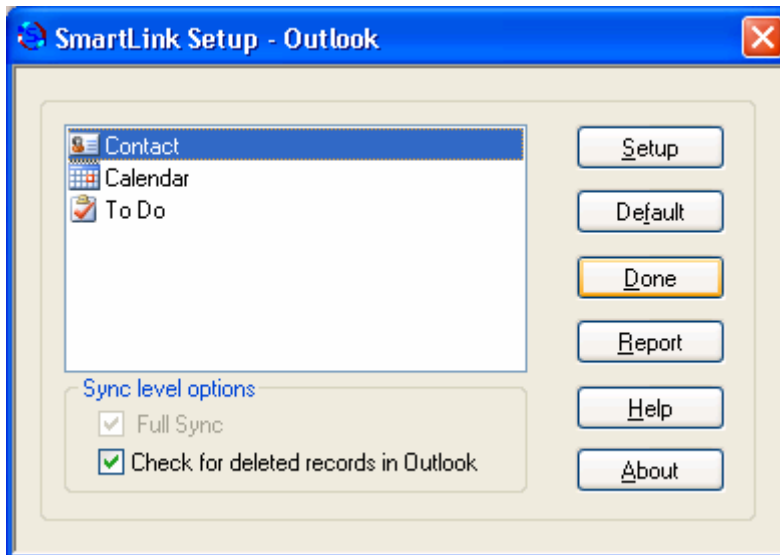 SmartLink Setup - Outlook
Contact
Calendar
To Do
Setup
Default
Done
Report
Help
About
Sync level options
Full Sync
Check for deleted records in Outlook